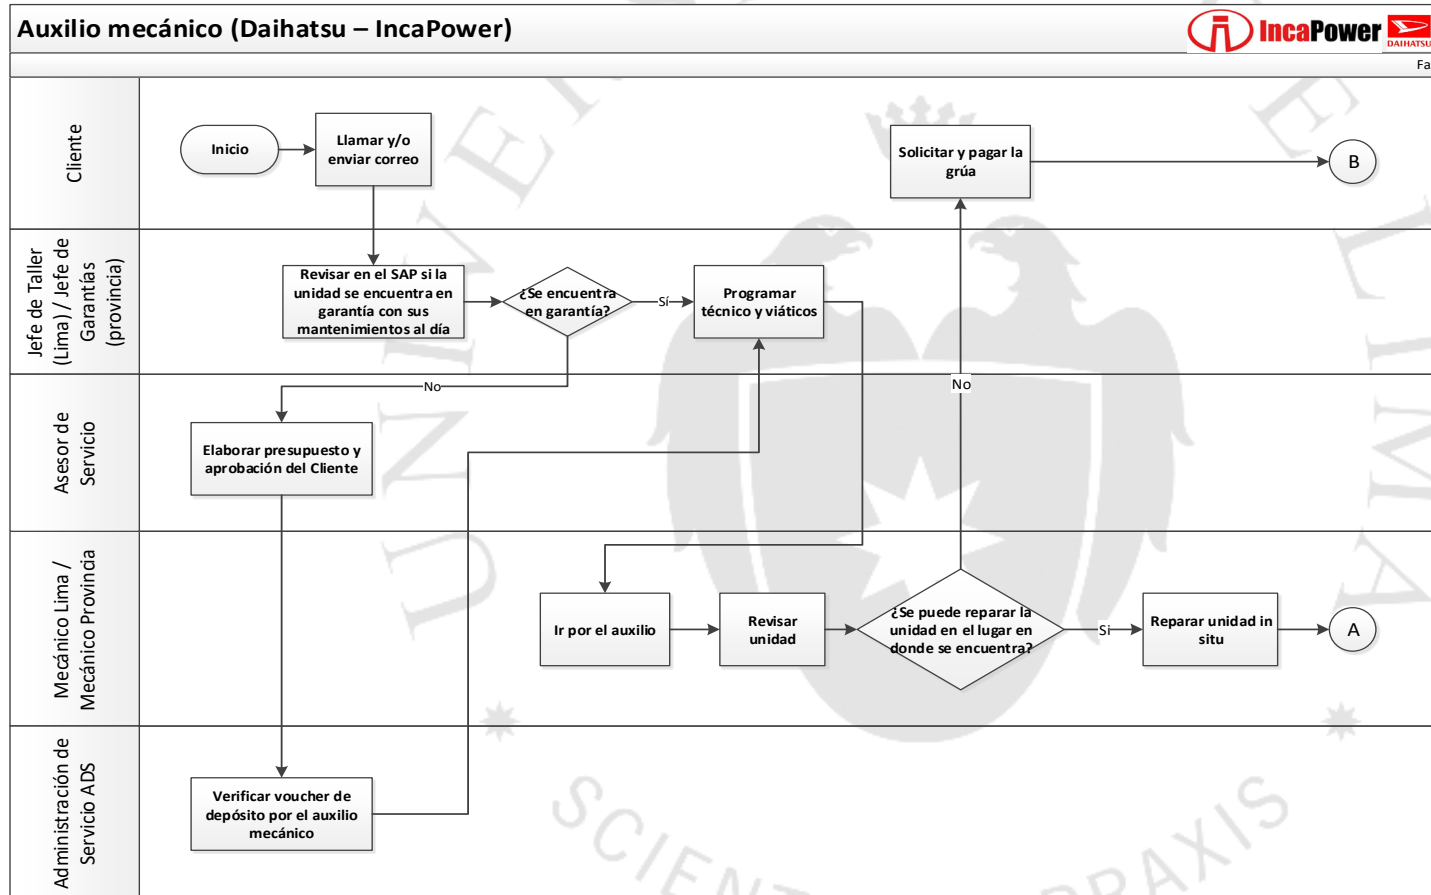 Auxilio mecánico (Daihatsu – IncaPower)
IncaPower
DAIHATSU
Fa
Cliente
Inicio
Llamar y/o
enviar correo
Solicitar y pagar la
grúa
B
Jefe de Taller
(Lima) / Jefe de
Garantías
(provincia)
Revisar en el SAP si la
unidad se encuentra en
garantía con sus
mantenimientos al día
¿Se encuentra
en garantía?
Sí
Programar
técnico y viáticos
No
No
Asesor de
Servicio
Elaborar presupuesto y
aprobación del Cliente
Mecánico Lima /
Mecánico Provincia
Ir por el auxilio
Revisar
unidad
¿Se puede reparar la
unidad en el lugar en
donde se encuentra?
Si
Reparar unidad in
situ
A
Administración de
Servicio ADS
Verificar voucher de
depósito por el auxilio
mecánico